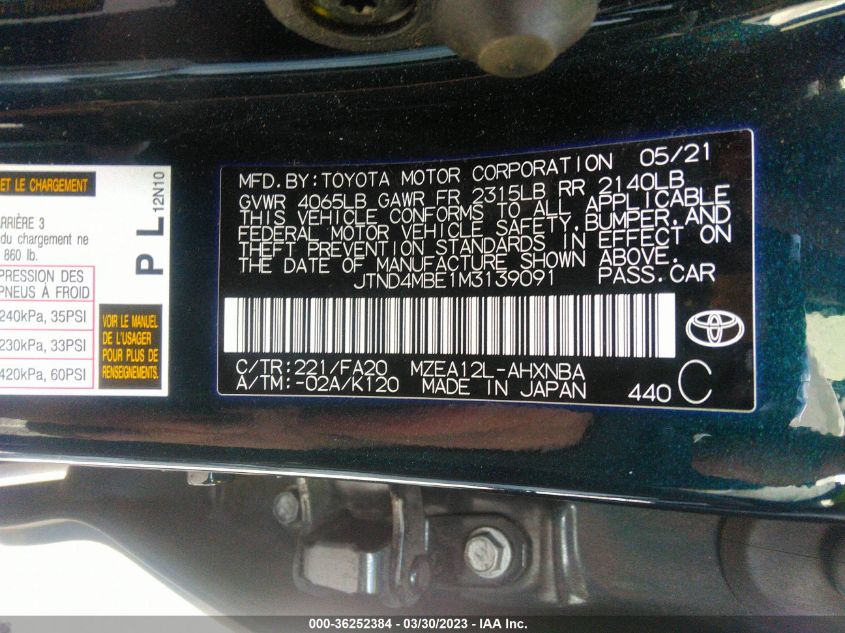 ET LE CHARGEMENT
ARRIÈRE 3
du chargement ne
860 lb.
PRESSION DES
PNEUS À FROID
240kPa, 35PSI
230kPa, 33PSI
420kPa, 60PSI
P L
12N10
VOIR LE MANUEL
DE L'USAGER
POUR PLUS DE
RENSEIGNEMENTS.
MFD.BY:TOYOTA MOTOR CORPORATION 05/21
GVWR 4065LB GAWR FR 2315LB RR 2140LB
THIS VEHICLE CONFORMS TO ALL APPLICABLE
FEDERAL MOTOR VEHICLE SAFETY,BUMPER,AND
THEFT PREVENTION STANDARDS IN EFFECT ON
THE DATE OF MANUFACTURE SHOWN ABOVE.
JTND4MBE1M3139091 PASS.CAR
C/TR:221/FA20 MZEA12L-AHXNBA
A/TM:-02A/K120 MADE IN JAPAN 440 C
000-36252384 - 03/30/2023 - IAA Inc.